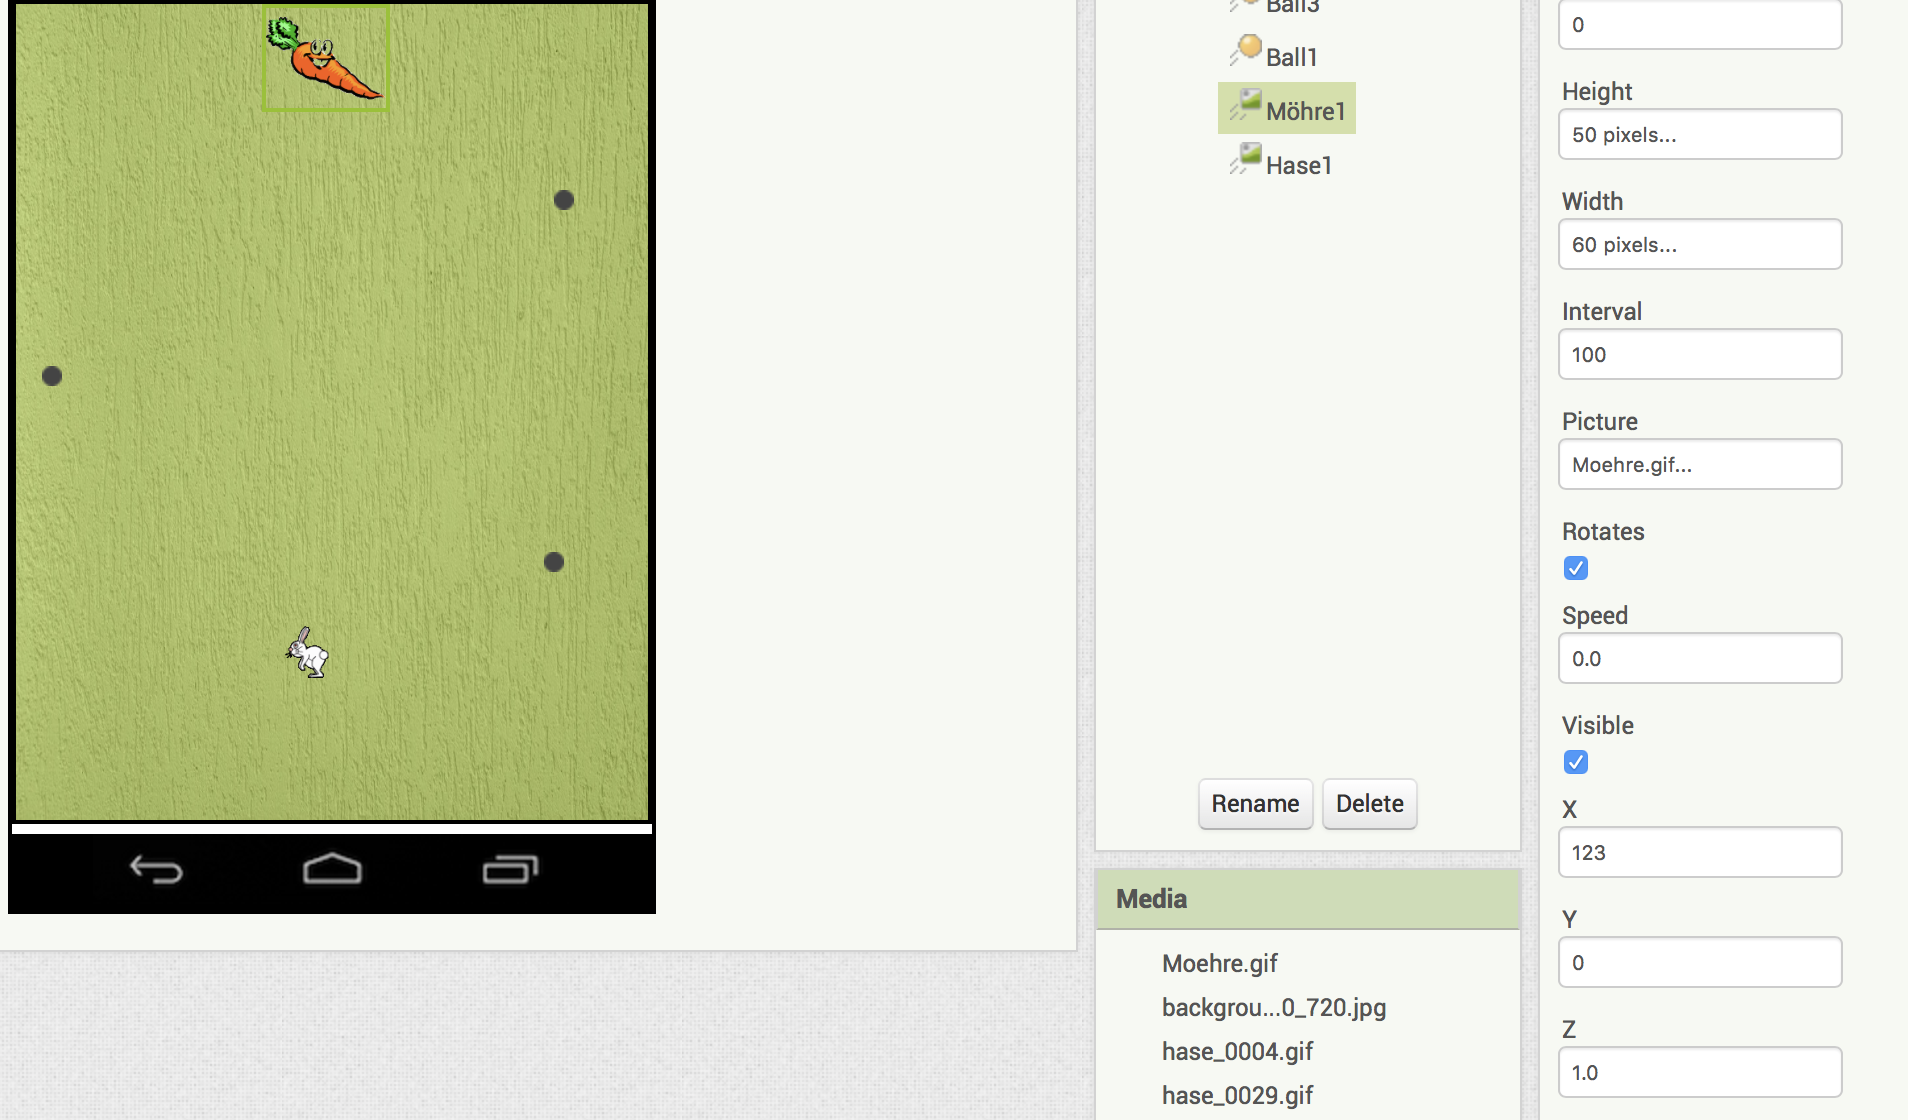 Ball3
Ball1
Möhre1
Hase1
Rename
Delete
Media
Moehre.gif
backgrou...0_720.jpg
hase_0004.gif
hase_0029.gif
0
Height
50 pixels...
Width
60 pixels...
Interval
100
Picture
Moehre.gif...
Rotates
Speed
0.0
Visible
X
123
Y
0
Z
1.0